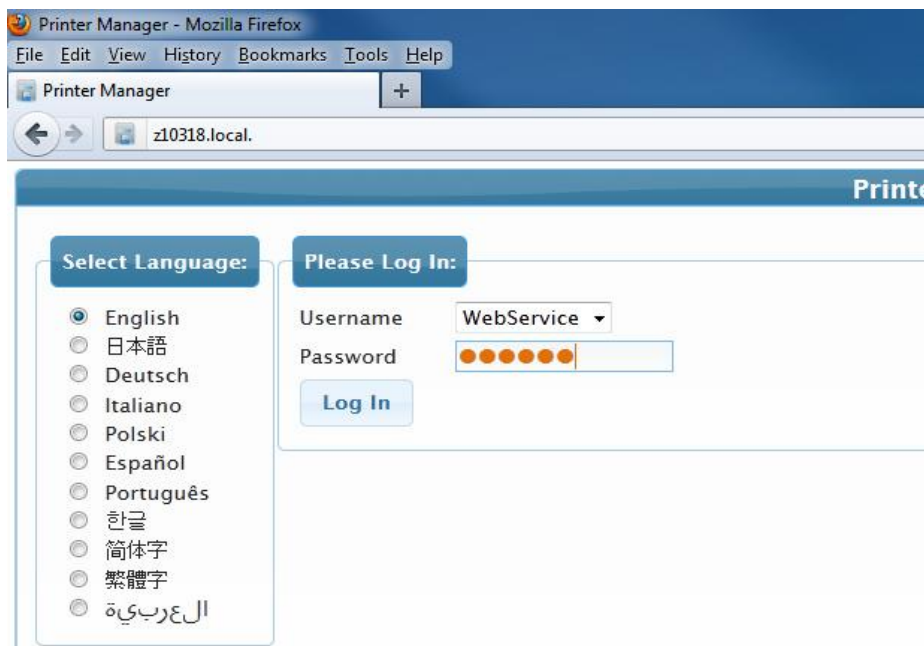 Printer Manager - Mozilla Firefox
File Edit View History Bookmarks Tools Help
Printer Manager +
z10318.local.
Select Language:
English
日本語
Deutsch
Italiano
Polski
Español
Português
한글
简体字
繁體字
العربية
Please Log In:
Username WebService
Password
Log In